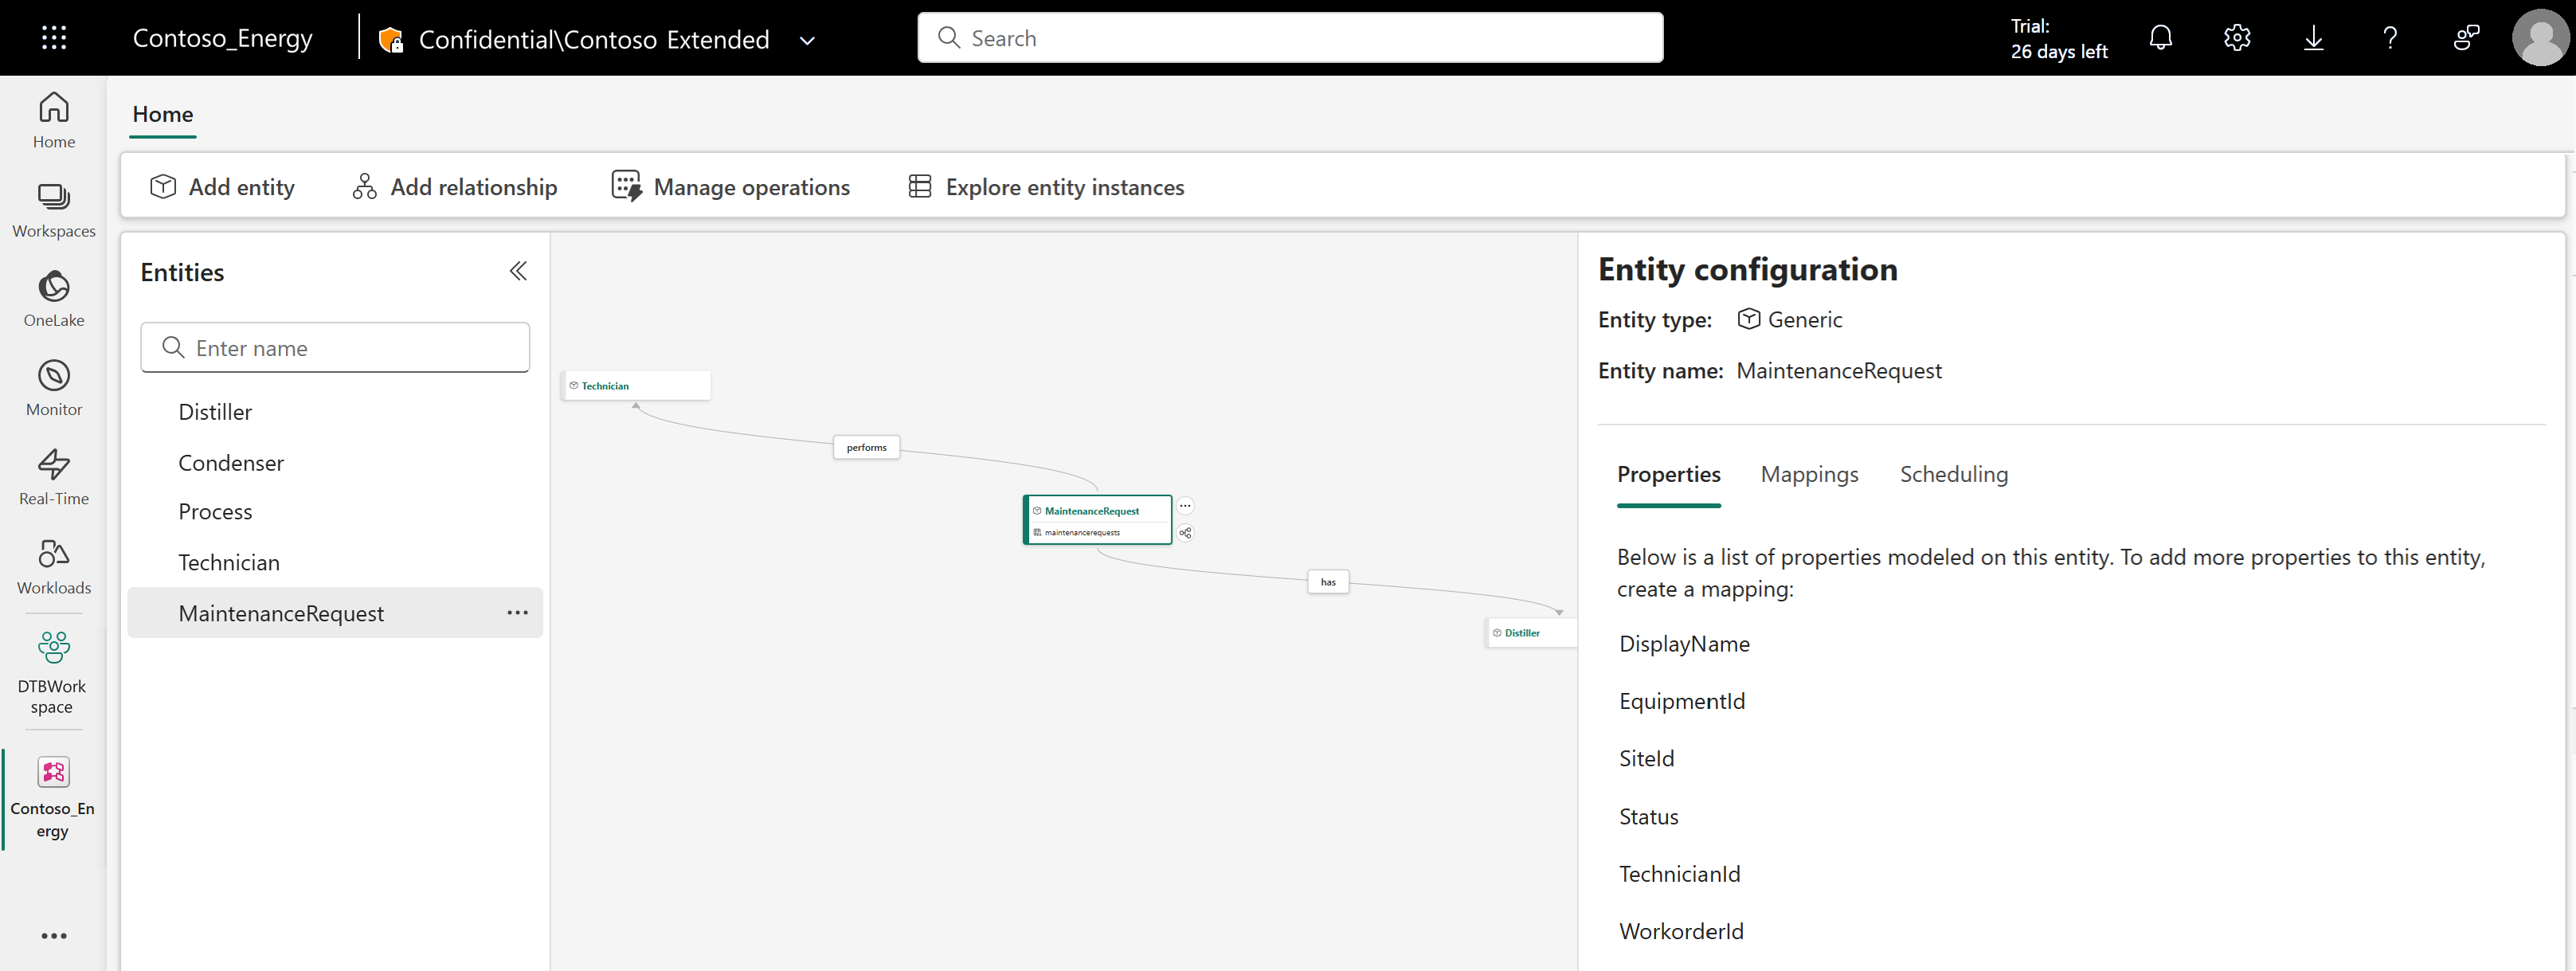 Contoso_Energy
Confidential\Contoso Extended
Search
Trial:
26 days left
Home
Workspaces
OneLake
Monitor
Real-Time
Workloads
DTBWork
space
Contoso_En
ergy
Home
Add entity
Add relationship
Manage operations
Explore entity instances
Entities
Enter name
Distiller
Condenser
Process
Technician
MaintenanceRequest
Technician
performs
MaintenanceRequest
maintenancerequests
has
Distiller
Entity configuration
Entity type: Generic
Entity name: MaintenanceRequest
Properties
Mappings
Scheduling
Below is a list of properties modeled on this entity. To add more properties to this entity,
create a mapping:
DisplayName
EquipmentId
SiteId
Status
TechnicianId
WorkorderId